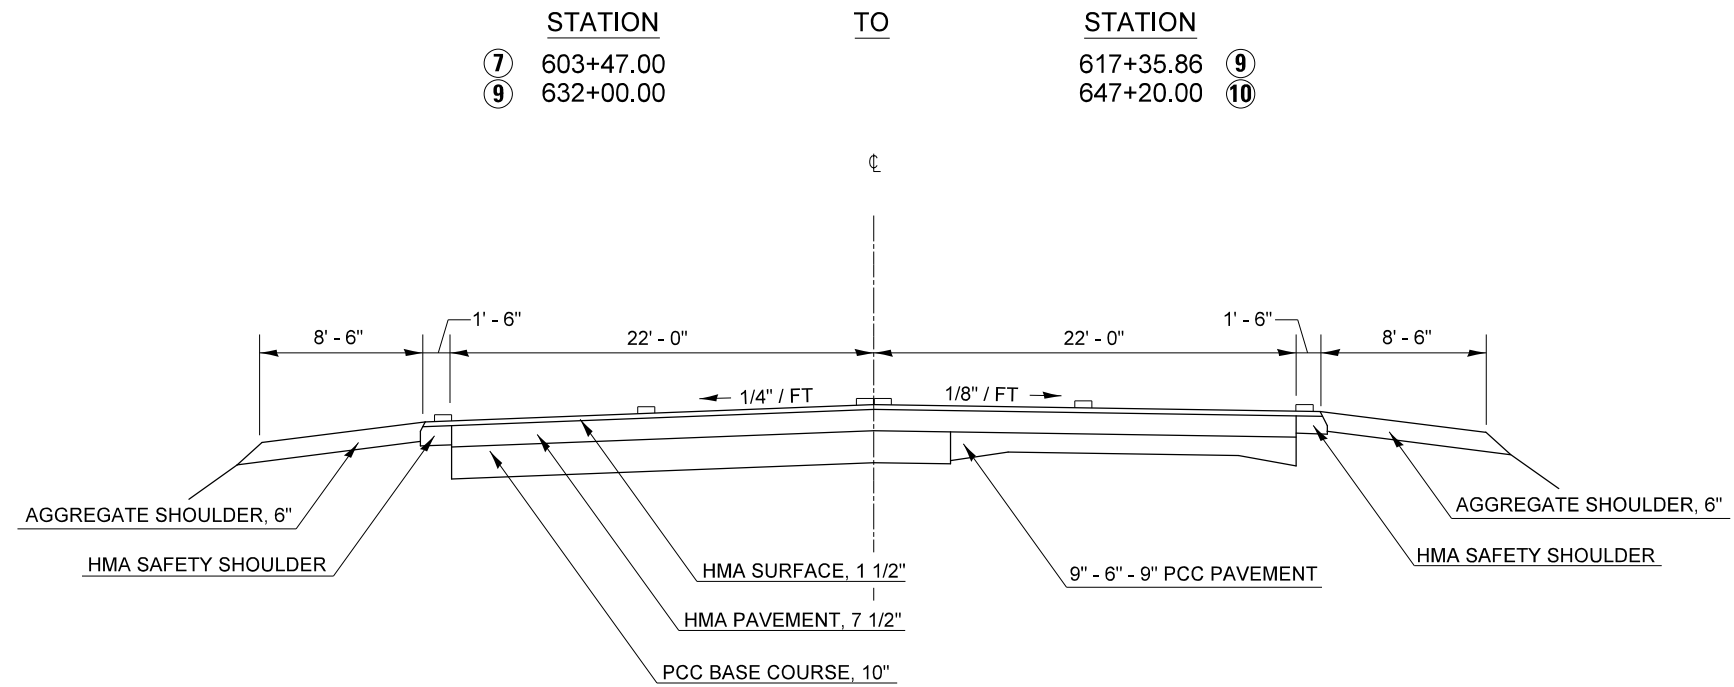 STATION TO STATION
7 603+47.00 617+35.86 9
9 632+00.00 647+20.00 10
℄
8' - 6" 1' - 6" 22' - 0" 22' - 0" 1' - 6" 8' - 6"
1/4" / FT 1/8" / FT
AGGREGATE SHOULDER, 6" AGGREGATE SHOULDER, 6"
HMA SAFETY SHOULDER HMA SURFACE, 1 1/2" 9" - 6" - 9" PCC PAVEMENT HMA SAFETY SHOULDER
HMA PAVEMENT, 7 1/2"
PCC BASE COURSE, 10"